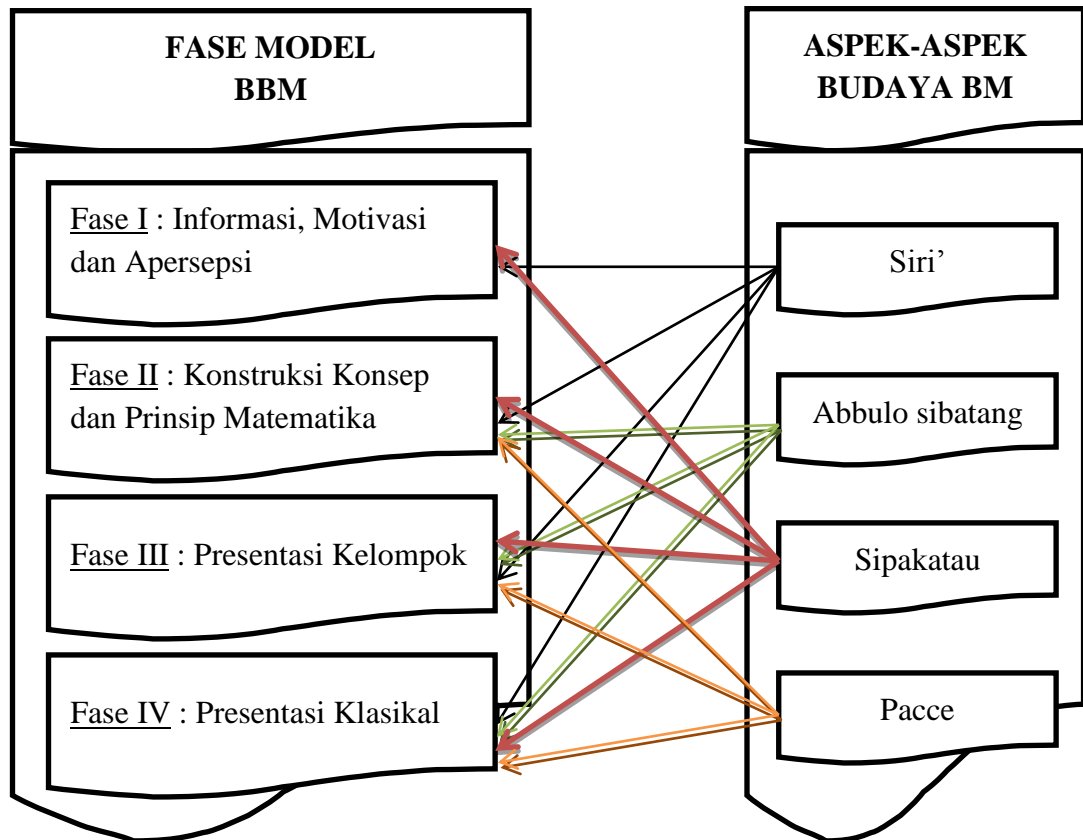 FASE MODEL
BBM
Fase I : Informasi, Motivasi
dan Apersepsi
Fase II : Konstruksi Konsep
dan Prinsip Matematika
Fase III : Presentasi Kelompok
Fase IV : Presentasi Klasikal
ASPEK-ASPEK
BUDAYA BM
Siri’
Abbulo sibatang
Sipakatau
Pacce